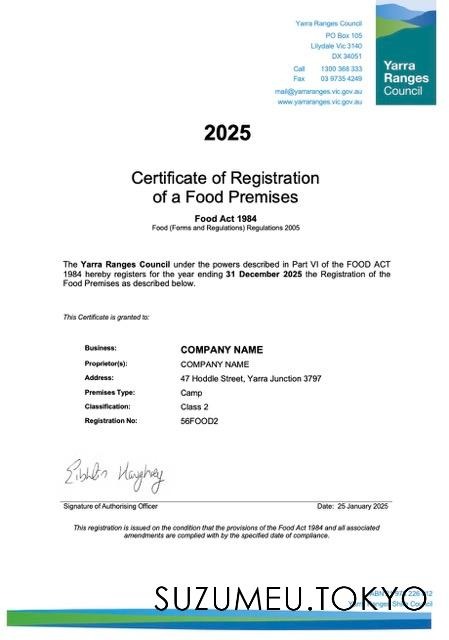 Yarra Ranges Council
PO Box 105
Lilydale Vic 3140
DX 34051
Call 1300 368 333
Fax 03 9735 4249
mail@yarraranges.vic.gov.au
www.yarraranges.vic.gov.au
Yarra
Ranges
Council
2025
Certificate of Registration
of a Food Premises
Food Act 1984
Food (Forms and Regulations) Regulations 2005
The Yarra Ranges Council under the powers described in Part VI of the FOOD ACT
1984 hereby registers for the year ending 31 December 2025 the Registration of the
Food Premises as described below.
This Certificate is granted to:
Business: COMPANY NAME
Proprietor(s): COMPANY NAME
Address: 47 Hoddle Street, Yarra Junction 3797
Premises Type: Camp
Classification: Class 2
Registration No: 56FOOD2
Signature of Authorising Officer Date: 25 January 2025
This registration is issued on the condition that the provisions of the Food Act 1984 and all associated
amendments are complied with by the specified date of compliance.
ABN
Yarra Ranges Shire Council
SUZUMEU.TOKYO